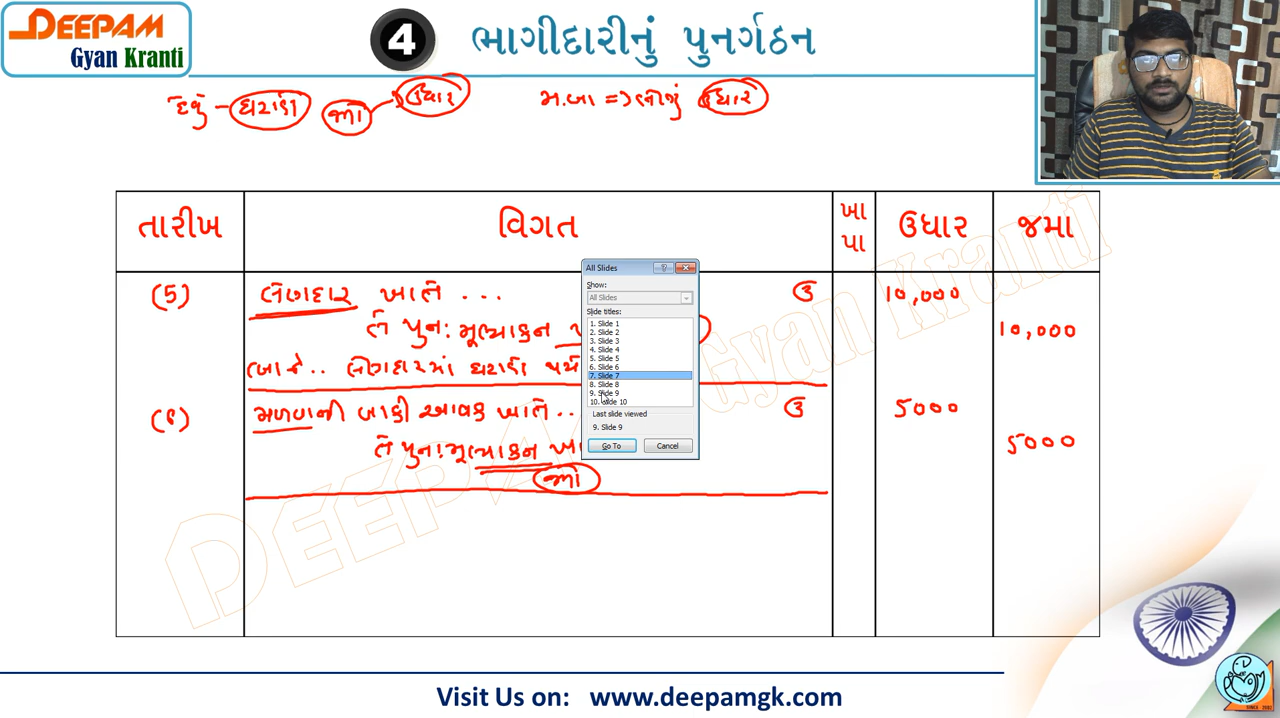 DEEPAM
Gyan Kranti
4 ભાગીદારીનું પુનર્ગઠન
દેવું – ઘટાડો ઓ → ઉધાર મ.બા =>નીજું ઉધાર
તારીખ વિગત ખા પા ઉધાર જમા
(5) લેણદાર ખાતે ... ઉ 10,000
તે પુન: મૂલ્યાંકન 10,000
બા.જે.. લેણદારમાં ઘટાડો
(6) મળવાની બાકી આવક ખાતે .. ઉ 5000
તે પુન: મૂલ્યાંકન ખા 5000
ઓ
All Slides
Show:
All Slides
Slide titles:
1. Slide 1
2. Slide 2
3. Slide 3
4. Slide 4
5. Slide 5
6. Slide 6
7. Slide 7
8. Slide 8
9. Slide 9
10. Slide 10
Last slide viewed
9. Slide 9
Go To Cancel
DEEPAM Gyan Kranti
Visit Us on: www.deepamgk.com